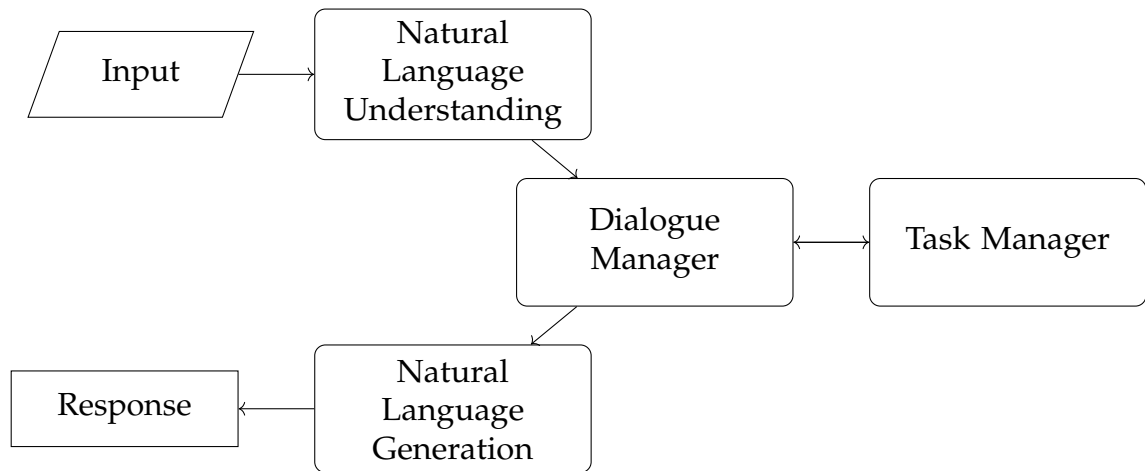 Input
Natural
Language
Understanding
Dialogue
Manager
Task Manager
Natural
Language
Generation
Response